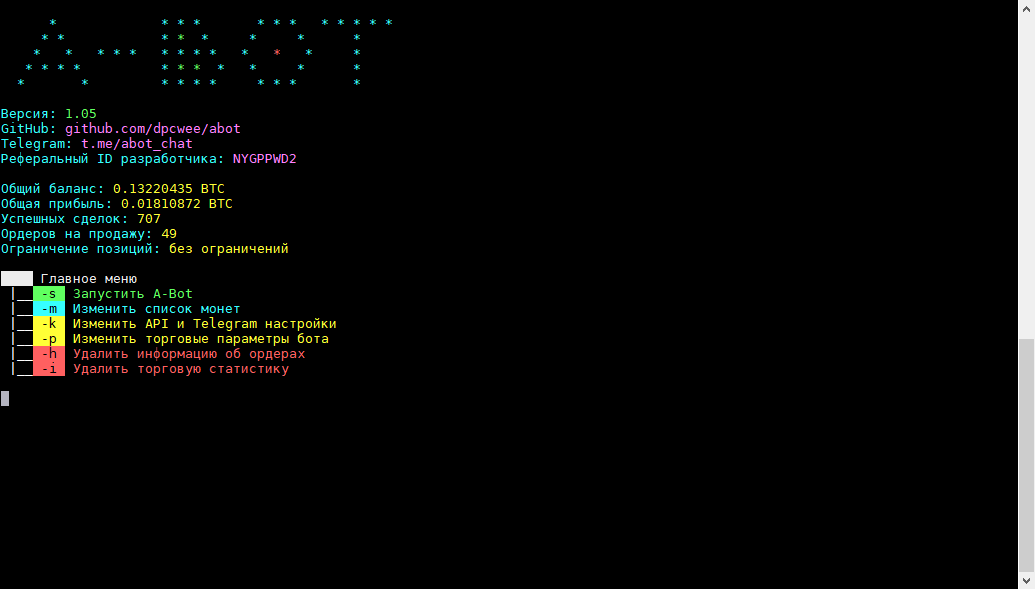 Версия: 1.05
GitHub: github.com/dpcwee/abot
Telegram: t.me/abot_chat
Реферальный ID разработчика: NYGPPWD2
Общий баланс: 0.13220435 BTC
Общая прибыль: 0.01810872 BTC
Успешных сделок: 707
Ордеров на продажу: 49
Ограничение позиций: без ограничений
Главное меню
|__ -s Запустить A-Bot
|__ -m Изменить список монет
|__ -k Изменить API и Telegram настройки
|__ -p Изменить торговые параметры бота
|__ -h Удалить информацию об ордерах
|__ -i Удалить торговую статистику